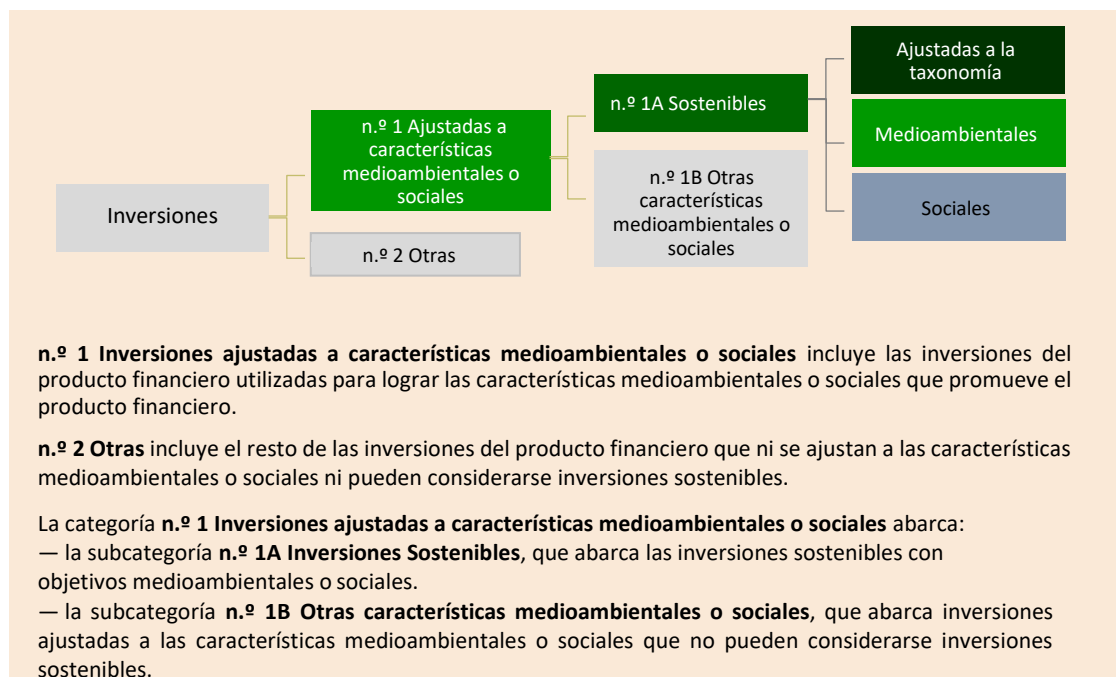 Inversiones
n.º 1 Ajustadas a
características
medioambientales o
sociales
n.º 2 Otras
n.º 1A Sostenibles
n.º 1B Otras
características
medioambientales o
sociales
Ajustadas a la
taxonomía
Medioambientales
Sociales
n.º 1 Inversiones ajustadas a características medioambientales o sociales incluye las inversiones del
producto financiero utilizadas para lograr las características medioambientales o sociales que promueve el
producto financiero.
n.º 2 Otras incluye el resto de las inversiones del producto financiero que ni se ajustan a las características
medioambientales o sociales ni pueden considerarse inversiones sostenibles.
La categoría n.º 1 Inversiones ajustadas a características medioambientales o sociales abarca:
— la subcategoría n.º 1A Inversiones Sostenibles, que abarca las inversiones sostenibles con
objetivos medioambientales o sociales.
— la subcategoría n.º 1B Otras características medioambientales o sociales, que abarca inversiones
ajustadas a las características medioambientales o sociales que no pueden considerarse inversiones
sostenibles.